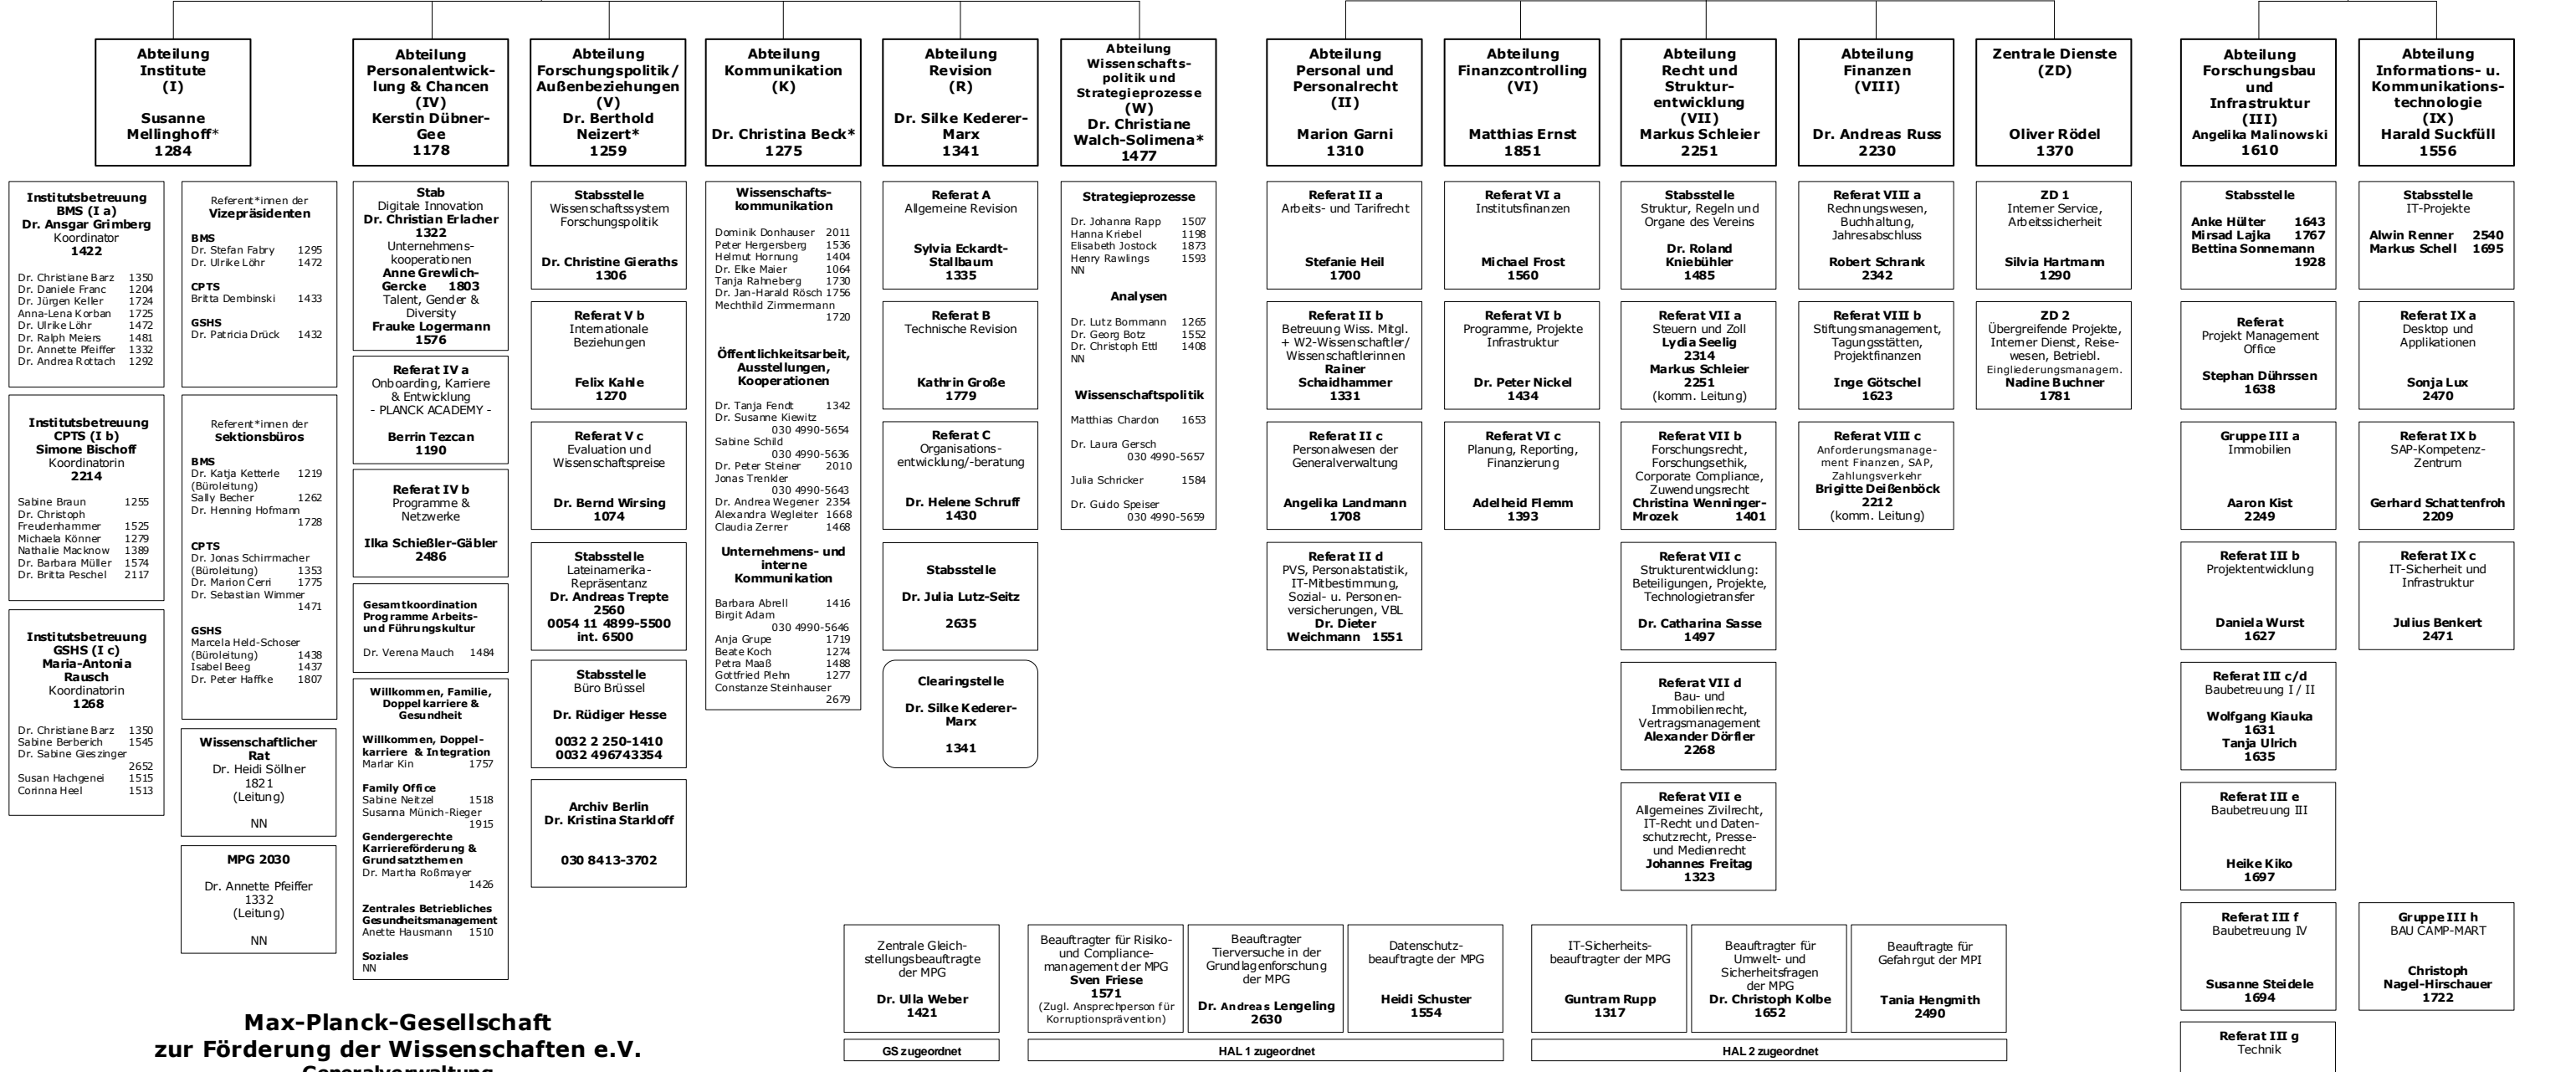 Abteilung
Institute
(I)
Susanne
Mellinghoff*
1284
Institutsbetreuung
BMS (I a)
Dr. Ansgar Grimberg
Koordinator
1422
Dr. Christiane Barz 1350
Dr. Daniele Franc 1204
Dr. Jürgen Keller 1724
Anna-Lena Korban 1725
Dr. Ulrike Löhr 1472
Dr. Ralph Meiers 1481
Dr. Annette Pfeiffer 1332
Dr. Andrea Rottach 1292
Institutsbetreuung
CPTS (I b)
Simone Bischoff
Koordinatorin
2214
Sabine Braun 1255
Dr. Christoph
Freudenhammer 1525
Michaela Könner 1279
Nathalie Macknow 1389
Dr. Barbara Müller 1574
Dr. Britta Peschel 2117
Institutsbetreuung
GSHS (I c)
Maria-Antonia
Rausch
Koordinatorin
1268
Dr. Christiane Barz 1350
Sabine Berberich 1545
Dr. Sabine Gieszinger
2652
Susan Hachgenei 1515
Corinna Heel 1513
Referent*innen der
Vizepräsidenten
BMS
Dr. Stefan Fabry 1295
Dr. Ulrike Löhr 1472
CPTS
Britta Dembinski 1433
GSHS
Dr. Patricia Drück 1432
Referent*innen der
Sektionsbüros
BMS
Dr. Katja Ketterle 1219
(Büroleitung)
Sally Becher 1262
Dr. Henning Hofmann
1728
CPTS
Dr. Jonas Schirrmacher
(Büroleitung) 1353
Dr. Marion Cerri 1775
Dr. Sebastian Wimmer
1471
GSHS
Marcela Held-Schoser
(Büroleitung) 1438
Isabel Beeg 1437
Dr. Peter Haffke 1807
Wissenschaftlicher
Rat
Dr. Heidi Söllner
1821
(Leitung)
NN
MPG 2030
Dr. Annette Pfeiffer
1332
(Leitung)
NN
Abteilung
Personalentwick-
lung & Chancen
(IV)
Kerstin Dübner-
Gee
1178
Stab
Digitale Innovation
Dr. Christian Erlacher
1322
Unternehmens-
kooperationen
Anne Grewlich-
Gercke 1803
Talent, Gender &
Diversity
Frauke Logermann
1576
Referat IV a
Onboarding, Karriere
& Entwicklung
- PLANCK ACADEMY -
Berrin Tezcan
1190
Referat IV b
Programme &
Netzwerke
Ilka Schießler-Gäbler
2486
Gesamtkoordination
Programme Arbeits-
und Führungskultur
Dr. Verena Mauch 1484
Willkommen, Familie,
Doppelkarriere &
Gesundheit
Willkommen, Doppel-
karriere & Integration
Marlar Kin 1757
Family Office
Sabine Neitzel 1518
Susanna Münich-Rieger
1915
Gendergerechte
Karriereförderung &
Grundsatzthemen
Dr. Martha Roßmayer
1426
Zentrales Betriebliches
Gesundheitsmanagement
Anette Hausmann 1510
Soziales
NN
Abteilung
Forschungspolitik/
Außenbeziehungen
(V)
Dr. Berthold
Neizert*
1259
Stabsstelle
Wissenschaftssystem
Forschungspolitik
Dr. Christine Gieraths
1306
Referat V b
Internationale
Beziehungen
Felix Kahle
1270
Referat V c
Evaluation und
Wissenschaftspreise
Dr. Bernd Wirsing
1074
Stabsstelle
Lateinamerika-
Repräsentanz
Dr. Andreas Trepte
2560
0054 11 4899-5500
int. 6500
Stabsstelle
Büro Brüssel
Dr. Rüdiger Hesse
0032 2 250-1410
0032 496743354
Archiv Berlin
Dr. Kristina Starkloff
030 8413-3702
Abteilung
Kommunikation
(K)
Dr. Christina Beck*
1275
Wissenschafts-
kommunikation
Dominik Donhauser 2011
Peter Hergersberg 1536
Helmut Hornung 1404
Dr. Elke Maier 1064
Tanja Rahneberg 1730
Dr. Jan-Harald Rösch 1756
Mechthild Zimmermann
1720
Öffentlichkeitsarbeit,
Ausstellungen,
Kooperationen
Dr. Tanja Fendt 1342
Dr. Susanne Kiewitz
030 4990-5654
Sabine Schild
030 4990-5636
Dr. Peter Steiner 2010
Jonas Trenkler
030 4990-5643
Dr. Andrea Wegener 2354
Alexandra Wegleiter 1668
Claudia Zerrer 1468
Unternehmens- und
interne
Kommunikation
Barbara Abrell 1416
Birgit Adam
030 4990-5646
Anja Grupe 1719
Beate Koch 1274
Petra Maaß 1488
Gottfried Plehn 1277
Constanze Steinhauser
2679
Abteilung
Revision
(R)
Dr. Silke Kederer-
Marx
1341
Referat A
Allgemeine Revision
Sylvia Eckardt-
Stallbaum
1335
Referat B
Technische Revision
Kathrin Große
1779
Referat C
Organisations-
entwicklung/-beratung
Dr. Helene Schruff
1430
Stabsstelle
Dr. Julia Lutz-Seitz
2635
Clearingstelle
Dr. Silke Kederer-
Marx
1341
Abteilung
Wissenschafts-
politik und
Strategieprozesse
(W)
Dr. Christiane
Walch-Solimena*
1477
Strategieprozesse
Dr. Johanna Rapp 1507
Hanna Kriebel 1198
Elisabeth Jostock 1873
Henry Rawlings 1593
NN
Analysen
Dr. Lutz Bornmann 1265
Dr. Georg Botz 1552
Dr. Christoph Ettl 1408
NN
Wissenschaftspolitik
Matthias Chardon 1653
Dr. Laura Gersch
030 4990-5657
Julia Schricker 1584
Dr. Guido Speiser
030 4990-5659
Abteilung
Personal und
Personalrecht
(II)
Marion Garni
1310
Referat II a
Arbeits- und Tarifrecht
Stefanie Heil
1700
Referat II b
Betreuung Wiss. Mitgl.
+ W2-Wissenschaftler/
Wissenschaftlerinnen
Rainer
Schaidhammer
1331
Referat II c
Personalwesen der
Generalverwaltung
Angelika Landmann
1708
Referat II d
PVS, Personalstatistik,
IT-Mitbestimmung,
Sozial- u. Personen-
versicherungen, VBL
Dr. Dieter
Weichmann 1551
Abteilung
Finanzcontrolling
(VI)
Matthias Ernst
1851
Referat VI a
Institutsfinanzen
Michael Frost
1560
Referat VI b
Programme, Projekte
Infrastruktur
Dr. Peter Nickel
1434
Referat VI c
Planung, Reporting,
Finanzierung
Adelheid Flemm
1393
Abteilung
Recht und
Struktur-
entwicklung
(VII)
Markus Schleier
2251
Stabsstelle
Struktur, Regeln und
Organe des Vereins
Dr. Roland
Kniebühler
1485
Referat VII a
Steuern und Zoll
Lydia Seelig
2314
Markus Schleier
2251
(komm. Leitung)
Referat VII b
Forschungsrecht,
Forschungsethik,
Corporate Compliance,
Zuwendungsrecht
Christina Wenninger-
Mrozek 1401
Referat VII c
Strukturentwicklung:
Beteiligungen, Projekte,
Technologietransfer
Dr. Catharina Sasse
1497
Referat VII d
Bau- und
Immobilienrecht,
Vertragsmanagement
Alexander Dörfler
2268
Referat VII e
Allgemeines Zivilrecht,
IT-Recht und Daten-
schutzrecht, Presse-
und Medienrecht
Johannes Freitag
1323
Abteilung
Finanzen
(VIII)
Dr. Andreas Russ
2230
Referat VIII a
Rechnungswesen,
Buchhaltung,
Jahresabschluss
Robert Schrank
2342
Referat VIII b
Stiftungsmanagement,
Tagungsstätten,
Projektfinanzen
Inge Götschel
1623
Referat VIII c
Anforderungsmanage-
ment Finanzen, SAP,
Zahlungsverkehr
Brigitte Deißenböck
2212
(komm. Leitung)
Zentrale Dienste
(ZD)
Oliver Rödel
1370
ZD 1
Interner Service,
Arbeitssicherheit
Silvia Hartmann
1290
ZD 2
Übergreifende Projekte,
Interner Dienst, Reise-
wesen, Betriebl.
Eingliederungsmanagem.
Nadine Buchner
1781
Abteilung
Forschungsbau
und
Infrastruktur
(III)
Angelika Malinowski
1610
Stabsstelle
Anke Hülter 1643
Mirsad Lajka 1767
Bettina Sonnemann
1928
Referat
Projekt Management
Office
Stephan Dührssen
1638
Gruppe III a
Immobilien
Aaron Kist
2249
Referat III b
Projektentwicklung
Daniela Wurst
1627
Referat III c/d
Baubetreuung I / II
Wolfgang Kiauka
1631
Tanja Ulrich
1635
Referat III e
Baubetreuung III
Heike Kiko
1697
Referat III f
Baubetreuung IV
Susanne Steidele
1694
Referat III g
Technik
Abteilung
Informations- u.
Kommunikations-
technologie
(IX)
Harald Suckfüll
1556
Stabsstelle
IT-Projekte
Alwin Renner 2540
Markus Schell 1695
Referat IX a
Desktop und
Applikationen
Sonja Lux
2470
Referat IX b
SAP-Kompetenz-
Zentrum
Gerhard Schattenfroh
2209
Referat IX c
IT-Sicherheit und
Infrastruktur
Julius Benkert
2471
Gruppe III h
BAU CAMP-MART
Christoph
Nagel-Hirschauer
1722
Zentrale Gleich-
stellungsbeauftragte
der MPG
Dr. Ulla Weber
1421
GS zugeordnet
Beauftragter für Risiko-
und Compliance-
management der MPG
Sven Friese
1571
(Zugl. Ansprechperson für
Korruptionsprävention)
Beauftragter
Tierversuche in der
Grundlagenforschung
der MPG
Dr. Andreas Lengeling
2630
Datenschutz-
beauftragte der MPG
Heidi Schuster
1554
HAL 1 zugeordnet
IT-Sicherheits-
beauftragter der MPG
Guntram Rupp
1317
Beauftragter für
Umwelt- und
Sicherheitsfragen
der MPG
Dr. Christoph Kolbe
1652
Beauftragte für
Gefahrgut der MPI
Tania Hengmith
2490
HAL 2 zugeordnet
Max-Planck-Gesellschaft
zur Förderung der Wissenschaften e.V.
Generalverwaltung